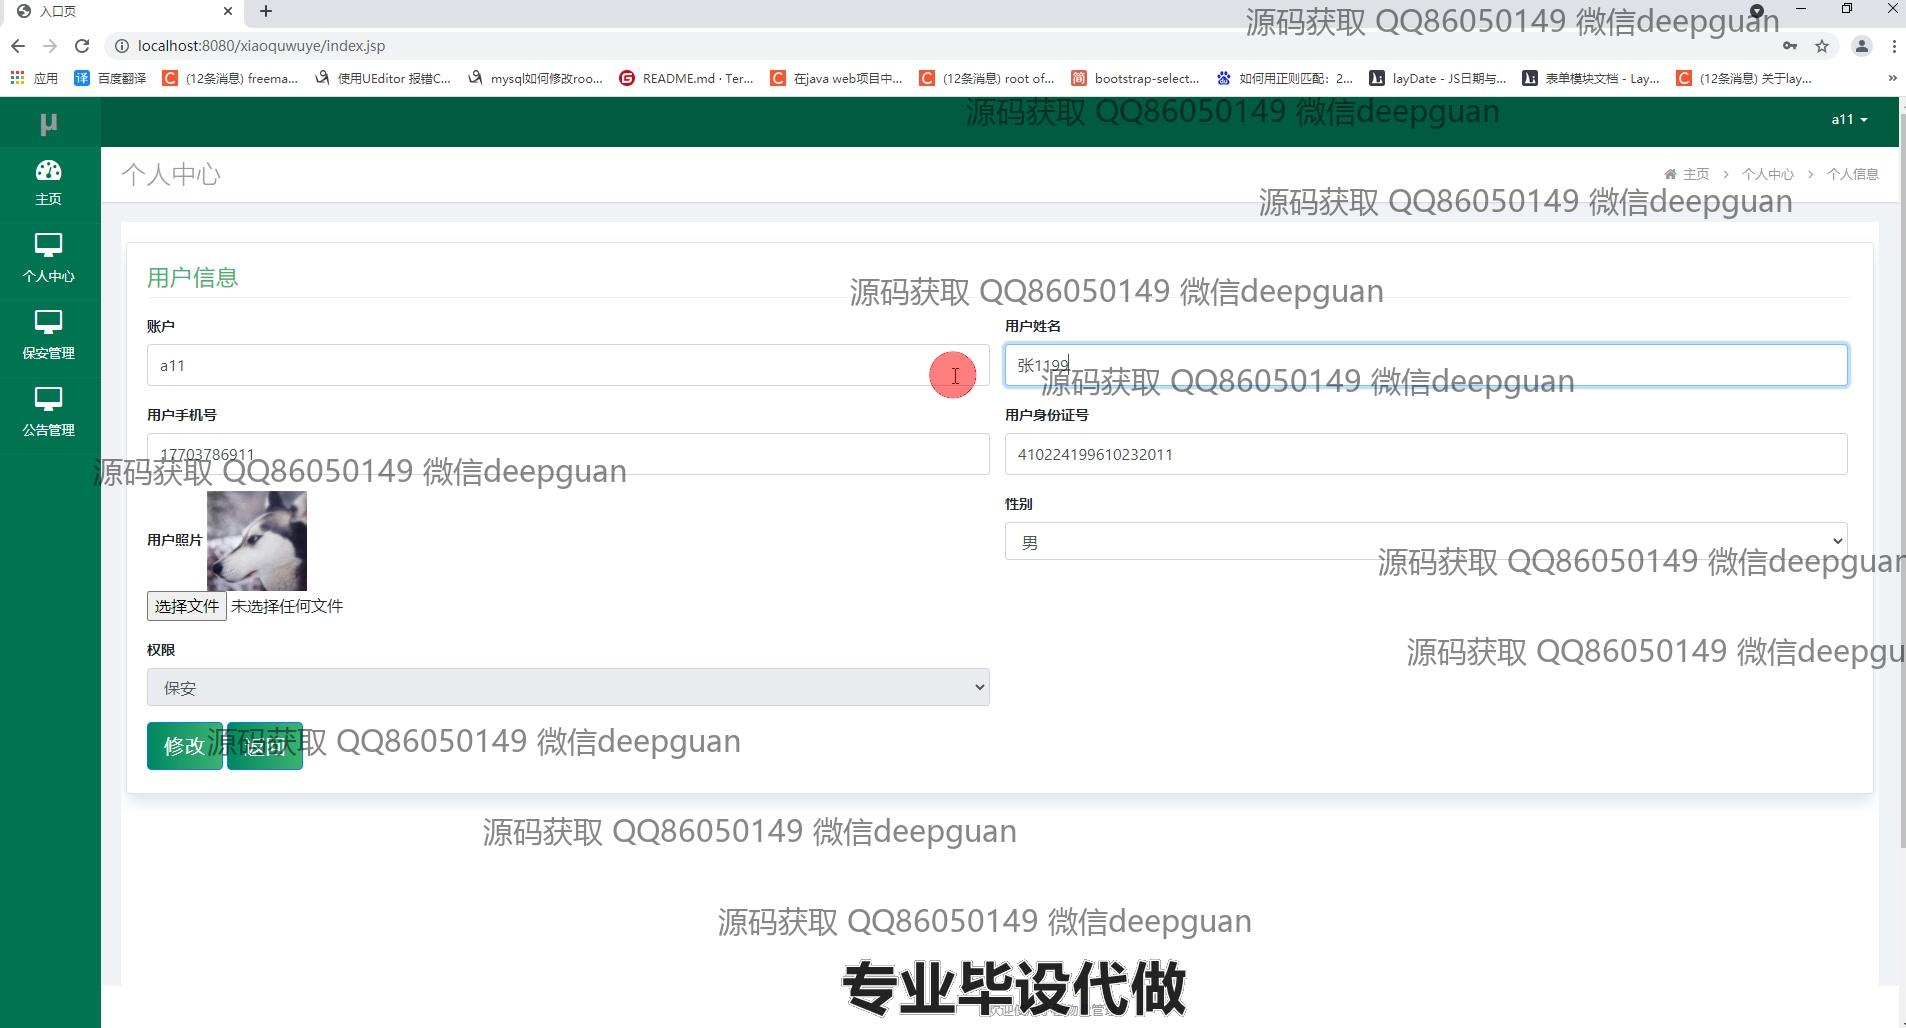 入口页
源码获取 QQ86050149 微信deepguan
localhost:8080/xiaoquwuye/index.jsp
应用 百度翻译 (12条消息) freema... 使用UEditor 报错C... mysql如何修改roo... README.md · Ter... 在java web项目中... (12条消息) root of... bootstrap-select... 如何用正则匹配：2... layDate - JS日期与... 表单模块文档 - Lay... (12条消息) 关于lay...
源码获取 QQ86050149 微信deepguan
μ
a11
主页
个人中心
保安管理
公告管理
个人中心
主页 > 个人中心 > 个人信息
源码获取 QQ86050149 微信deepguan
用户信息
源码获取 QQ86050149 微信deepguan
账户 用户姓名
a11 张1199
源码获取 QQ86050149 微信deepguan
用户手机号 用户身份证号
17703786911 410224199610232011
源码获取 QQ86050149 微信deepguan
性别
用户照片
男
源码获取 QQ86050149 微信deepguan
选择文件 未选择任何文件
权限
源码获取 QQ86050149 微信deepgu
保安
修改 返回
源码获取 QQ86050149 微信deepguan
源码获取 QQ86050149 微信deepguan
源码获取 QQ86050149 微信deepguan
专业毕设代做